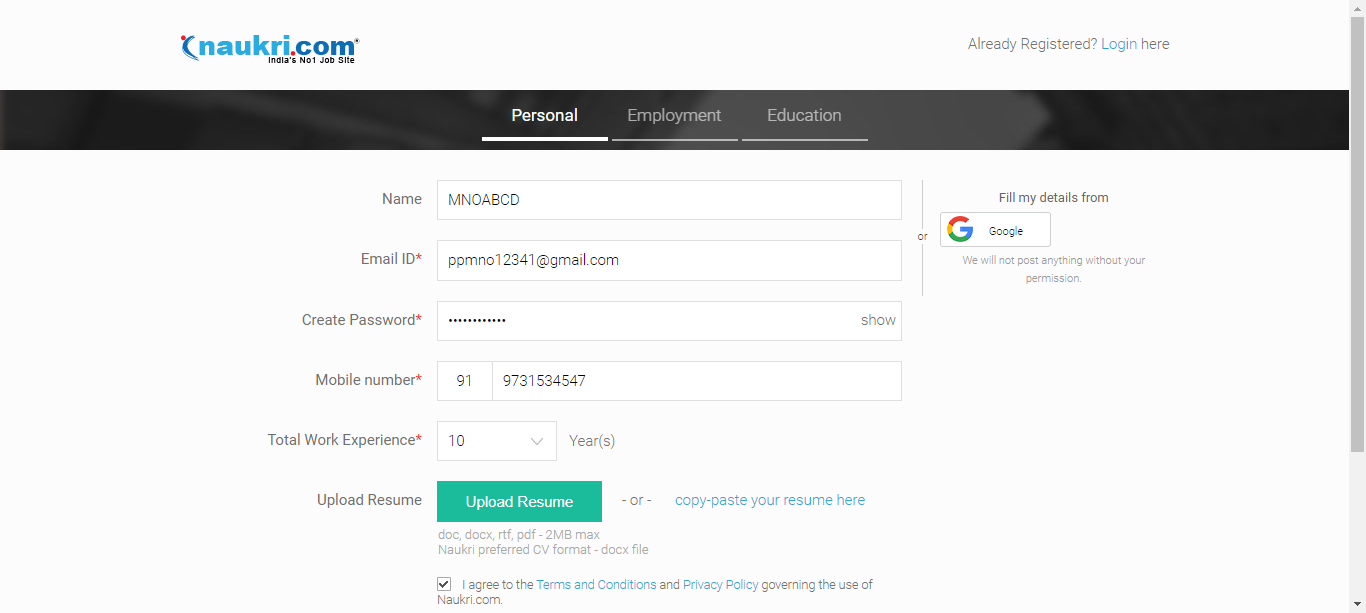 naukri.com
India's No1 Job Site
Already Registered? Login here
Personal Employment Education
Name MNOABCD
Fill my details from
or
Google
We will not post anything without your
permission.
Email ID* ppmno12341@gmail.com
Create Password* •••••••••••• show
Mobile number* 91 9731534547
Total Work Experience* 10 Year(s)
Upload Resume Upload Resume - or - copy-paste your resume here
doc, docx, rtf, pdf - 2MB max
Naukri preferred CV format - docx file
I agree to the Terms and Conditions and Privacy Policy governing the use of
Naukri.com.